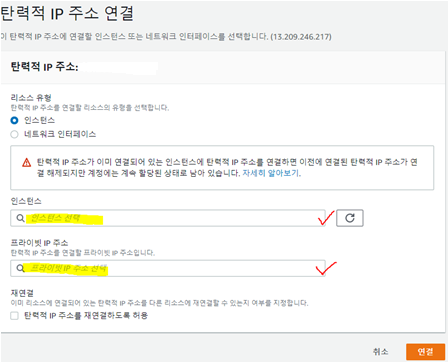 탄력적 IP 주소 연결
이 탄력적 IP 주소에 연결할 인스턴스 또는 네트워크 인터페이스를 선택합니다. (13.209.246.217)
탄력적 IP 주소:
리소스 유형
탄력적 IP 주소를 연결할 리소스의 유형을 선택합니다.
인스턴스
네트워크 인터페이스
탄력적 IP 주소가 이미 연결되어 있는 인스턴스에 탄력적 IP 주소를 연결하면 이전에 연결된 탄력적 IP 주소가 연
결 해제되지만 계정에는 계속 할당된 상태로 남아 있습니다. 자세히 알아보기.
인스턴스
인스턴스 선택
프라이빗 IP 주소
탄력적 IP 주소를 연결할 프라이빗 IP 주소입니다.
프라이빗 IP 주소 선택
재연결
이미 리소스에 연결되어 있는 탄력적 IP 주소를 다른 리소스에 재연결할 수 있는지 여부를 지정합니다.
탄력적 IP 주소를 재연결하도록 허용
취소
연결